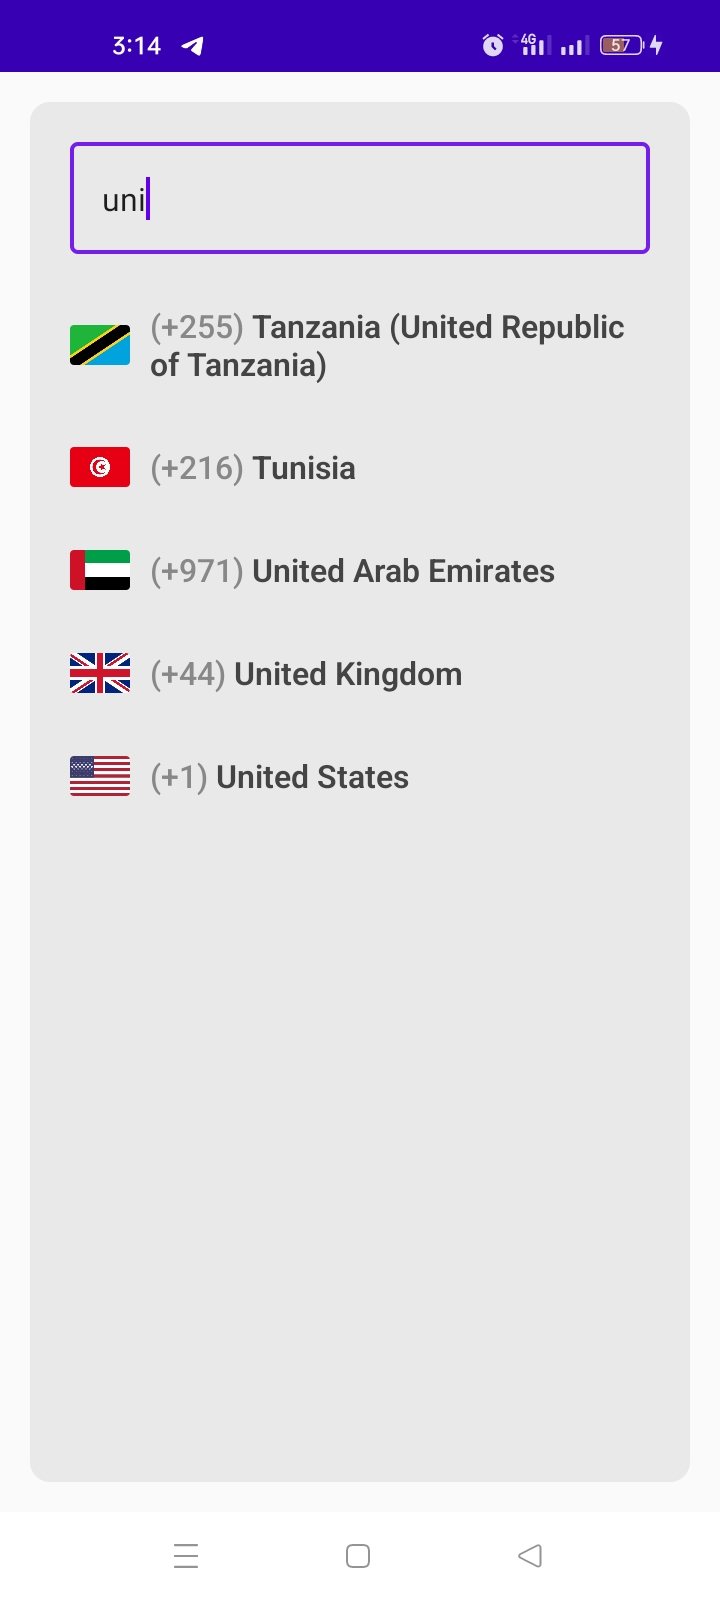 3:14
4G
57
uni
(+255) Tanzania (United Republic
of Tanzania)
(+216) Tunisia
(+971) United Arab Emirates
(+44) United Kingdom
(+1) United States